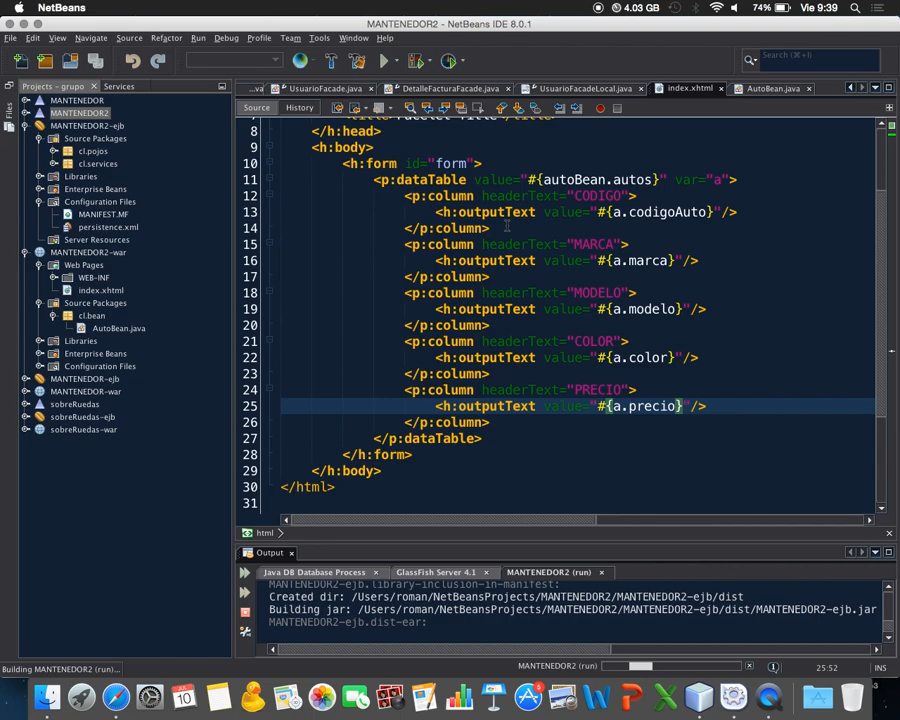 NetBeans
4.03 GB
74%
Vie 9:39
MANTENEDOR2 - NetBeans IDE 8.0.1
File Edit View Navigate Source Refactor Run Debug Profile Team Tools Window Help
Search (⌘+I)
Projects - grupo
Services
...va
UsuarioFacade.java
DetalleFacturaFacade.java
UsuarioFacadeLocal.java
index.xhtml
AutoBean.java
Source
History
Files
MANTENEDOR
MANTENEDOR2
MANTENEDOR2-ejb
Source Packages
cl.pojos
cl.services
Libraries
Enterprise Beans
Configuration Files
MANIFEST.MF
persistence.xml
Server Resources
MANTENEDOR2-war
Web Pages
WEB-INF
index.xhtml
Source Packages
cl.bean
AutoBean.java
Libraries
Enterprise Beans
Configuration Files
MANTENEDOR-ejb
MANTENEDOR-war
sobreRuedas
sobreRuedas-ejb
sobreRuedas-war
8 </h:head>
9 <h:body>
10 <h:form id="form">
11 <p:dataTable value="#{autoBean.autos}" var="a">
12 <p:column headerText="CODIGO">
13 <h:outputText value="#{a.codigoAuto}"/>
14 </p:column>
15 <p:column headerText="MARCA">
16 <h:outputText value="#{a.marca}"/>
17 </p:column>
18 <p:column headerText="MODELO">
19 <h:outputText value="#{a.modelo}"/>
20 </p:column>
21 <p:column headerText="COLOR">
22 <h:outputText value="#{a.color}"/>
23 </p:column>
24 <p:column headerText="PRECIO">
25 <h:outputText value="#{a.precio}"/>
26 </p:column>
27 </p:dataTable>
28 </h:form>
29 </h:body>
30 </html>
31
html
Output
Java DB Database Process
GlassFish Server 4.1
MANTENEDOR2 (run)
MANTENEDOR2-ejb.library-inclusion-in-manifest:
Created dir: /Users/roman/NetBeansProjects/MANTENEDOR2/MANTENEDOR2-ejb/dist
Building jar: /Users/roman/NetBeansProjects/MANTENEDOR2/MANTENEDOR2-ejb/dist/MANTENEDOR2-ejb.jar
MANTENEDOR2-ejb.dist-ear:
Building MANTENEDOR2 (run)...
MANTENEDOR2 (run)
1
25:52
INS